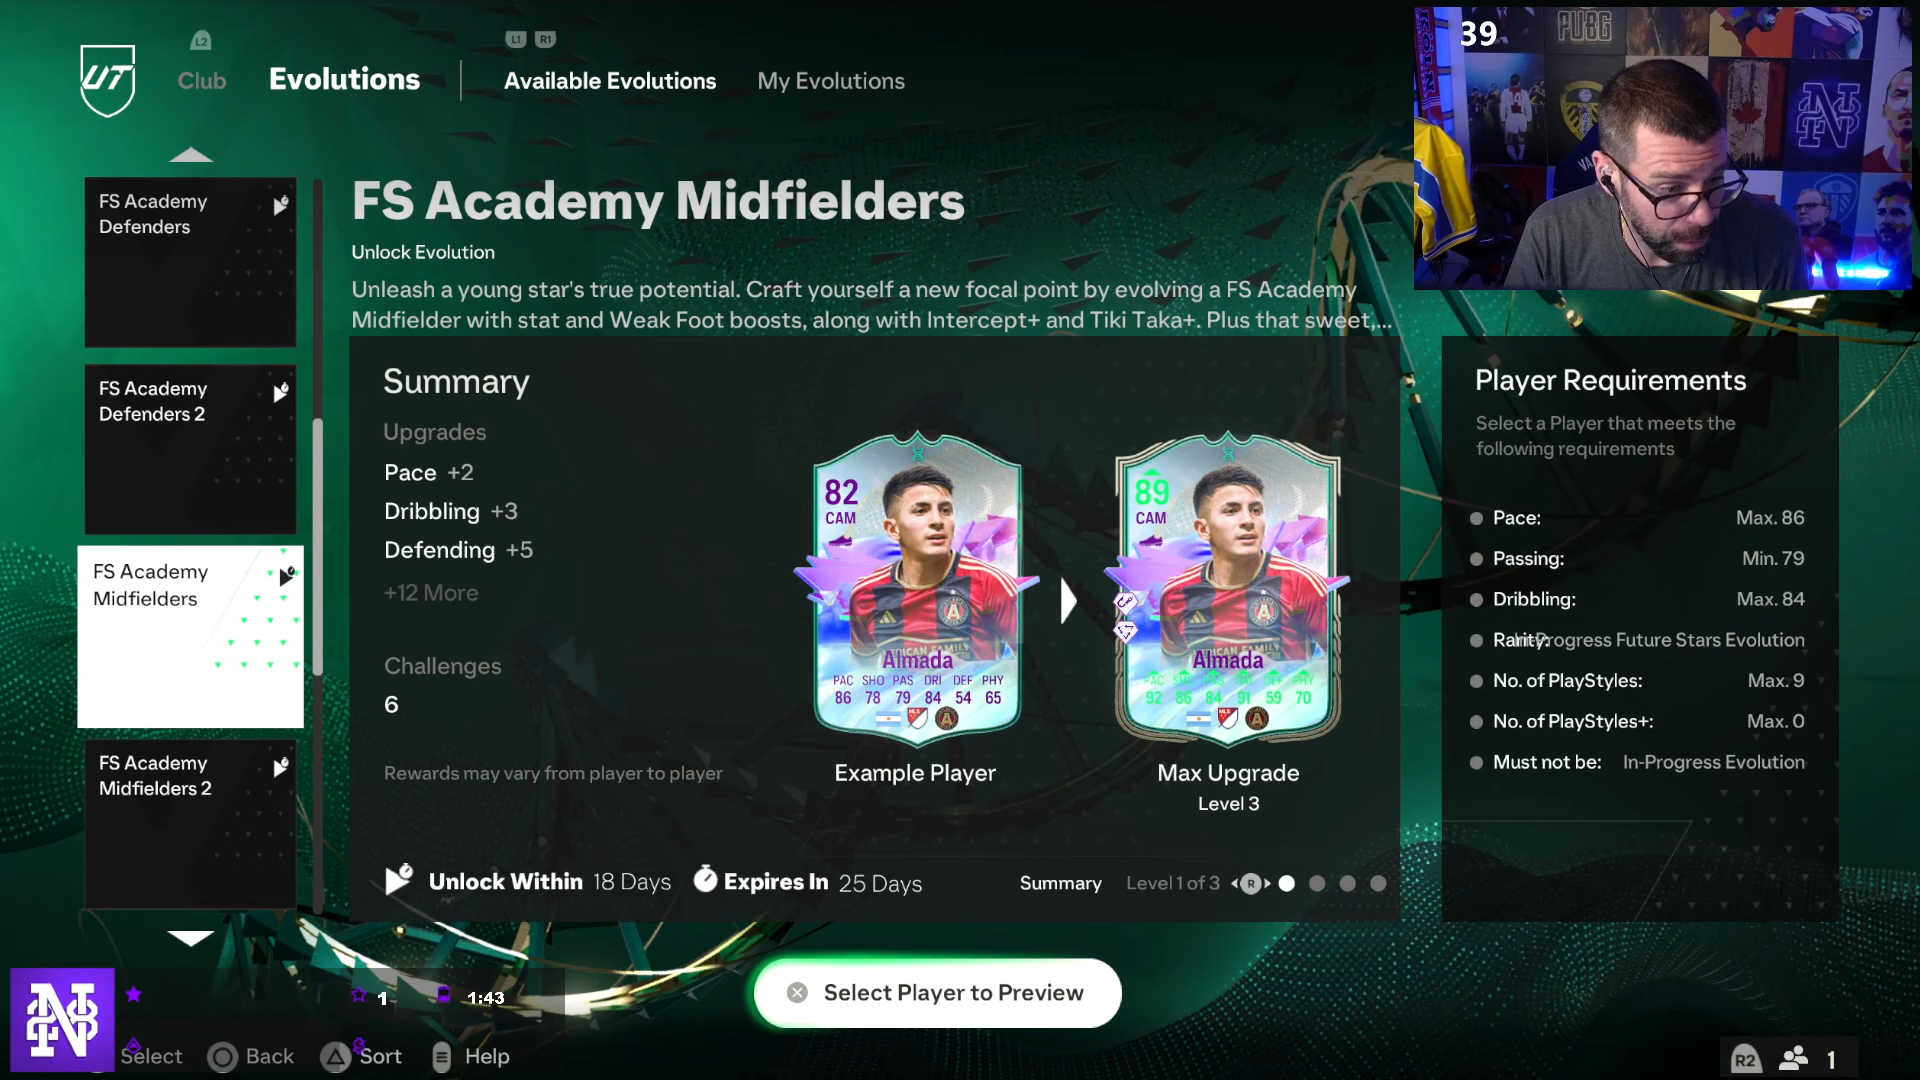 L2
L1 R1
UT
Club
Evolutions
Available Evolutions
My Evolutions
39
PUBG
FS Academy
Defenders
FS Academy
Defenders 2
FS Academy
Midfielders
FS Academy
Midfielders 2
FS Academy Midfielders
Unlock Evolution
Unleash a young star's true potential. Craft yourself a new focal point by evolving a FS Academy
Midfielder with stat and Weak Foot boosts, along with Intercept+ and Tiki Taka+. Plus that sweet,...
Summary
Upgrades
Pace +2
Dribbling +3
Defending +5
+12 More
Challenges
6
Rewards may vary from player to player
82
CAM
Almada
PAC SHO PAS DRI DEF PHY
86 78 79 84 54 65
Example Player
89
CAM
Almada
92 86 84 91 59 70
Max Upgrade
Level 3
Unlock Within 18 Days
Expires In 25 Days
Summary Level 1 of 3 R
Player Requirements
Select a Player that meets the
following requirements
Pace: Max. 86
Passing: Min. 79
Dribbling: Max. 84
Rarity: In-Progress Future Stars Evolution
No. of PlayStyles: Max. 9
No. of PlayStyles+: Max. 0
Must not be: In-Progress Evolution
Select Player to Preview
1 1:43
Select Back Sort Help
R2 1